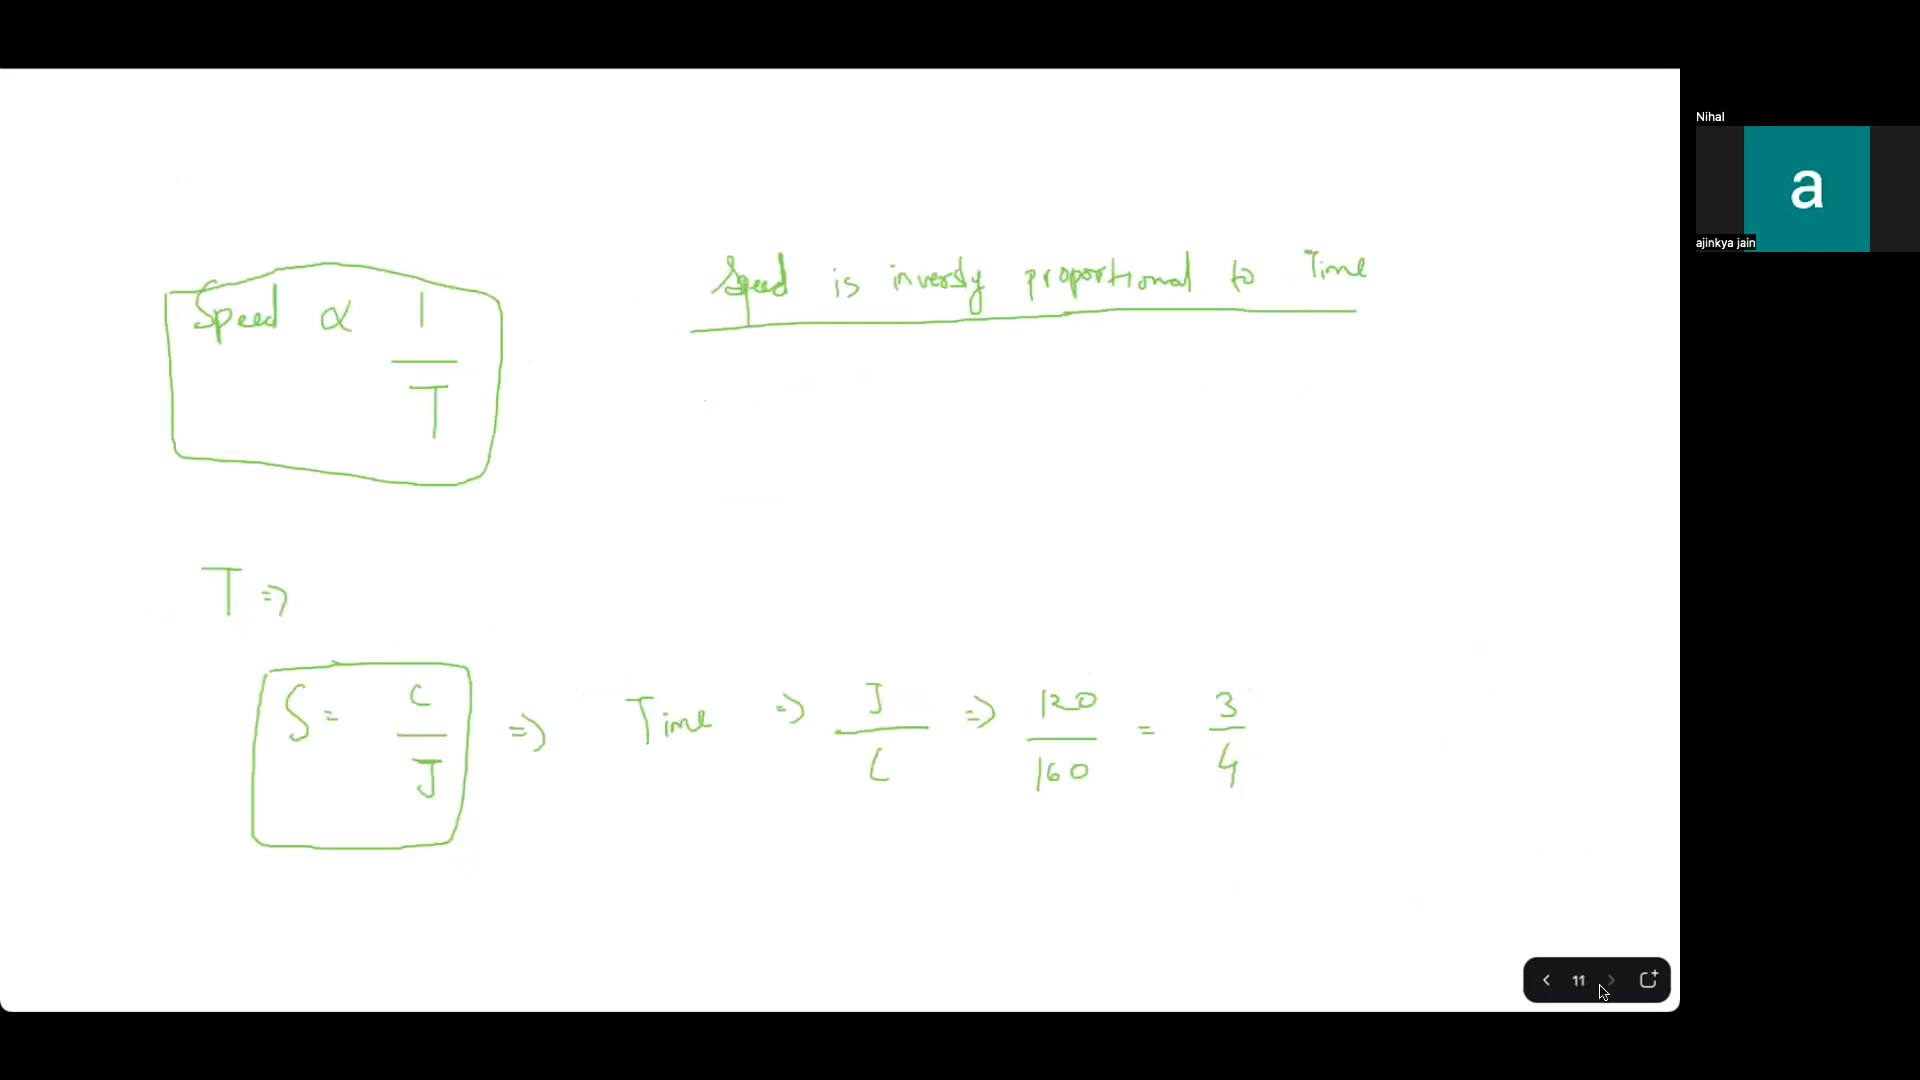 Nihal
a
ajinkya jain
Speed is inversly proportional to Time
Speed ∝ 1/T
T =>
S = C/J => Time => J/C => 120/160 = 3/4
11